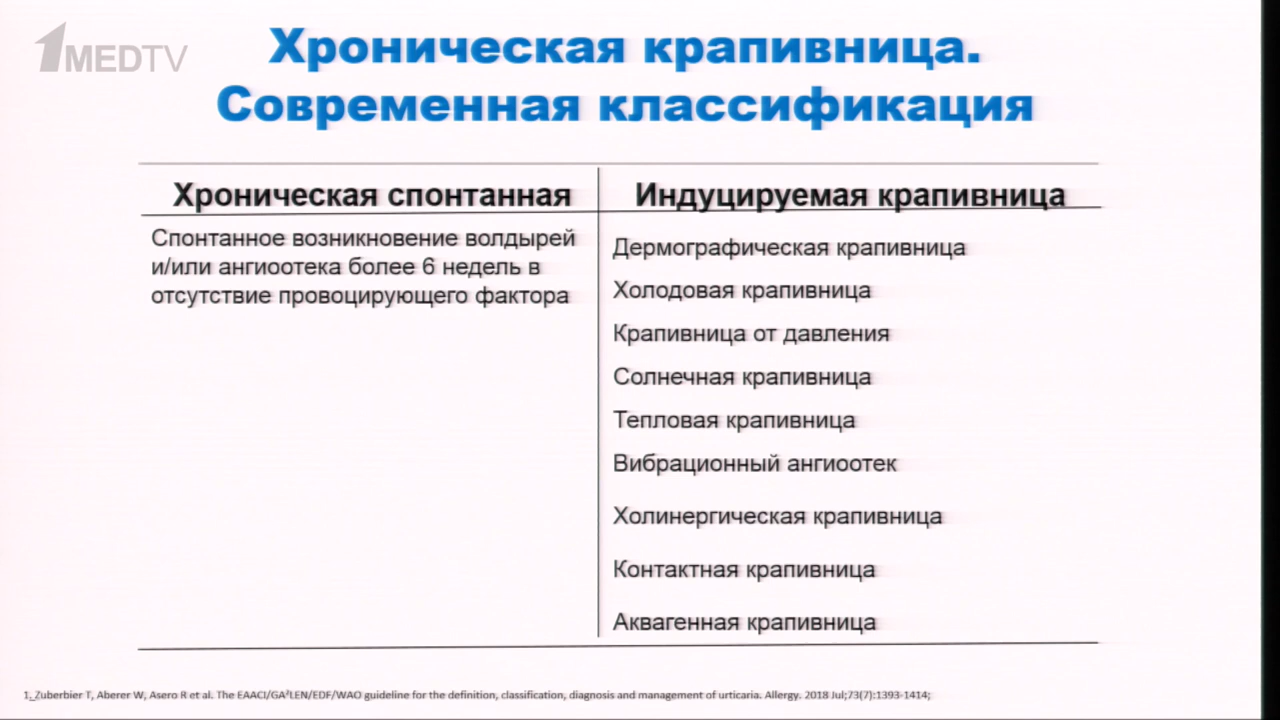 1MEDTV
Хроническая крапивница.
Современная классификация
Хроническая спонтанная
Индуцируемая крапивница
Спонтанное возникновение волдырей
и/или ангиоотека более 6 недель в
отсутствие провоцирующего фактора
Дермографическая крапивница
Холодовая крапивница
Крапивница от давления
Солнечная крапивница
Тепловая крапивница
Вибрационный ангиоотек
Холинергическая крапивница
Контактная крапивница
Аквагенная крапивница
1. Zuberbier T, Aberer W, Asero R et al. The EAACI/GA²LEN/EDF/WAO guideline for the definition, classification, diagnosis and management of urticaria. Allergy. 2018 Jul;73(7):1393-1414;